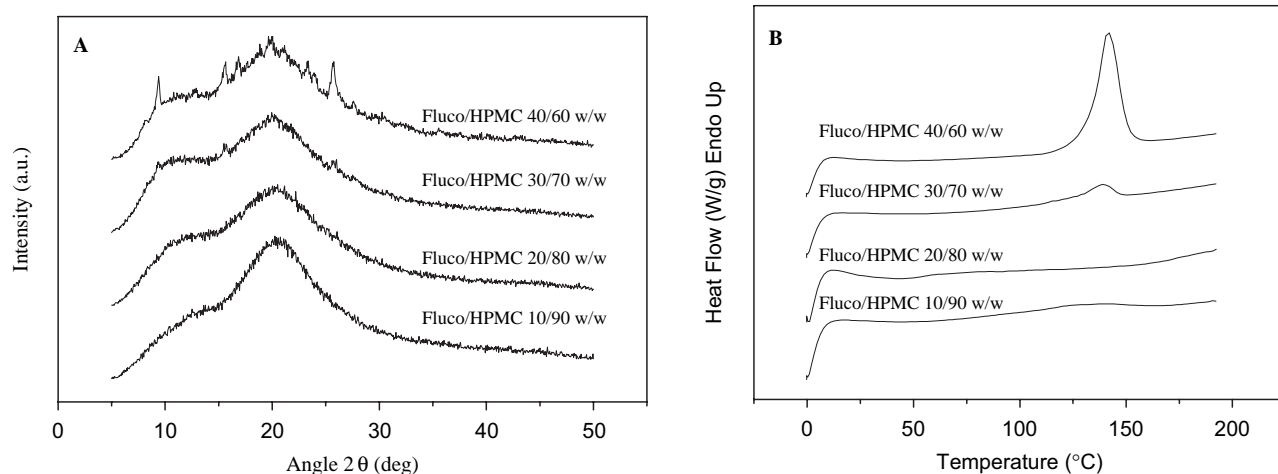 A
Intensity (a.u.)
Fluco/HPMC 40/60 w/w
Fluco/HPMC 30/70 w/w
Fluco/HPMC 20/80 w/w
Fluco/HPMC 10/90 w/w
0 10 20 30 40 50
Angle 2 θ (deg)
B
Heat Flow (W/g) Endo Up
Fluco/HPMC 40/60 w/w
Fluco/HPMC 30/70 w/w
Fluco/HPMC 20/80 w/w
Fluco/HPMC 10/90 w/w
0 50 100 150 200
Temperature (°C)